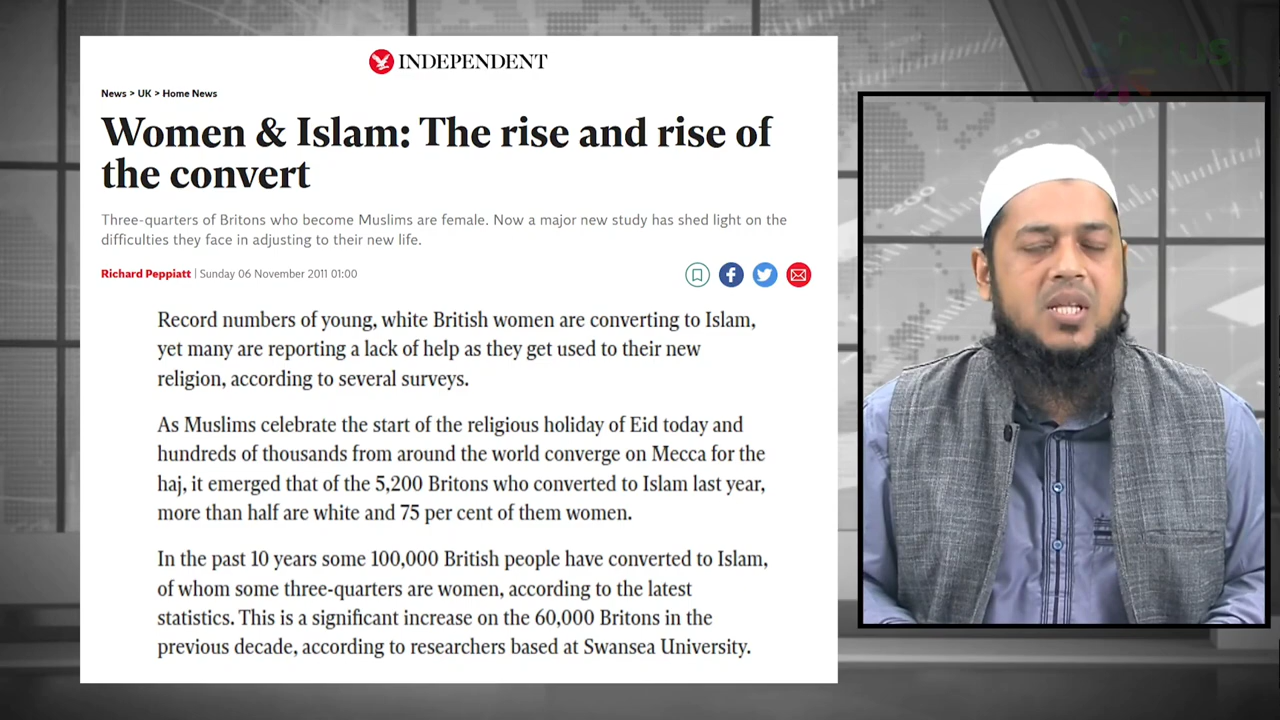 INDEPENDENT
News > UK > Home News
Women & Islam: The rise and rise of
the convert
Three-quarters of Britons who become Muslims are female. Now a major new study has shed light on the
difficulties they face in adjusting to their new life.
Richard Peppiatt | Sunday 06 November 2011 01:00
Record numbers of young, white British women are converting to Islam,
yet many are reporting a lack of help as they get used to their new
religion, according to several surveys.
As Muslims celebrate the start of the religious holiday of Eid today and
hundreds of thousands from around the world converge on Mecca for the
haj, it emerged that of the 5,200 Britons who converted to Islam last year,
more than half are white and 75 per cent of them women.
In the past 10 years some 100,000 British people have converted to Islam,
of whom some three-quarters are women, according to the latest
statistics. This is a significant increase on the 60,000 Britons in the
previous decade, according to researchers based at Swansea University.
200